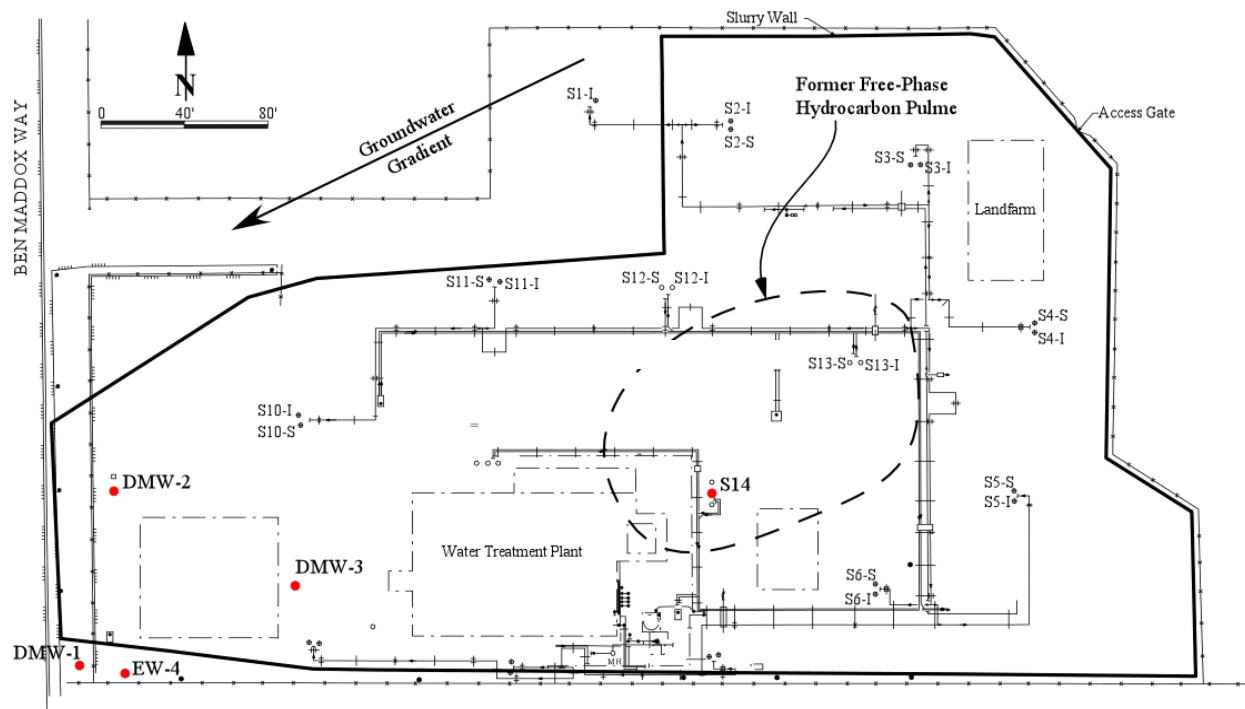 Slurry Wall
N
0
40'
80'
Groundwater
Gradient
Former Free-Phase
Hydrocarbon Pulme
Access Gate
BEN MADDOX WAY
S1-I
S2-I
S2-S
S3-S
S3-I
Landfarm
S11-S
S11-I
S12-S
S12-I
S4-S
S4-I
S13-S
S13-I
S10-I
S10-S
DMW-2
S14
S5-S
S5-I
Water Treatment Plant
DMW-3
S6-S
S6-I
DMW-1
EW-4
MH